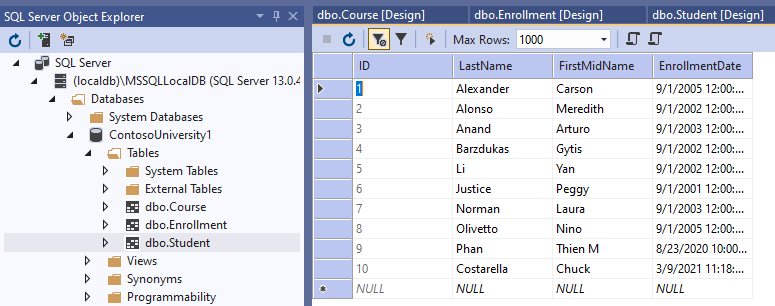 SQL Server Object Explorer
SQL Server
(localdb)\MSSQLLocalDB (SQL Server 13.0.4
Databases
System Databases
ContosoUniversity1
Tables
System Tables
External Tables
dbo.Course
dbo.Enrollment
dbo.Student
Views
Synonyms
Programmability
dbo.Course [Design] dbo.Enrollment [Design] dbo.Student [Design]
Max Rows: 1000
ID LastName FirstMidName EnrollmentDate
1 Alexander Carson 9/1/2005 12:00:...
2 Alonso Meredith 9/1/2002 12:00:...
3 Anand Arturo 9/1/2003 12:00:...
4 Barzdukas Gytis 9/1/2002 12:00:...
5 Li Yan 9/1/2002 12:00:...
6 Justice Peggy 9/1/2001 12:00:...
7 Norman Laura 9/1/2003 12:00:...
8 Olivetto Nino 9/1/2005 12:00:...
9 Phan Thien M 8/23/2020 10:00...
10 Costarella Chuck 3/9/2021 11:18:...
NULL NULL NULL NULL